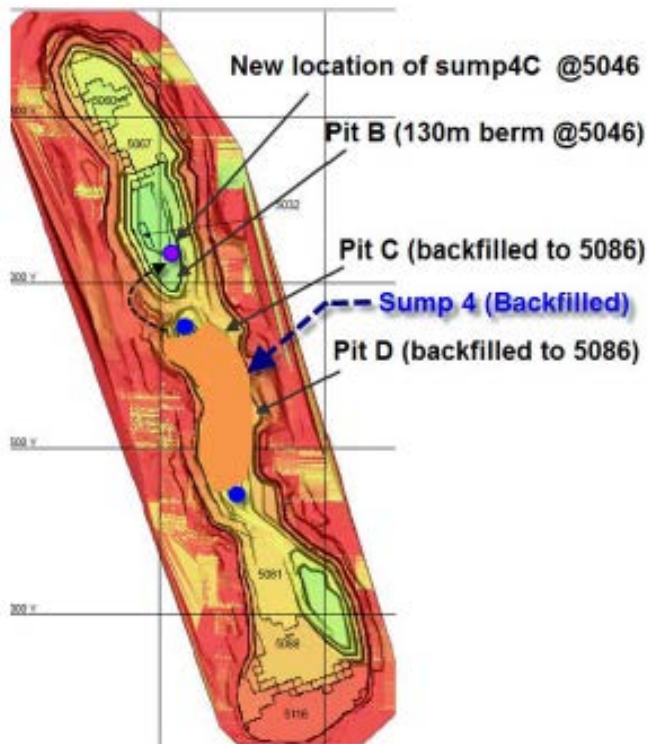 New location of sump4C @5046
Pit B (130m berm @5046)
5067
5032
Pit C (backfilled to 5086)
Sump 4 (Backfilled)
Pit D (backfilled to 5086)
5081
5116